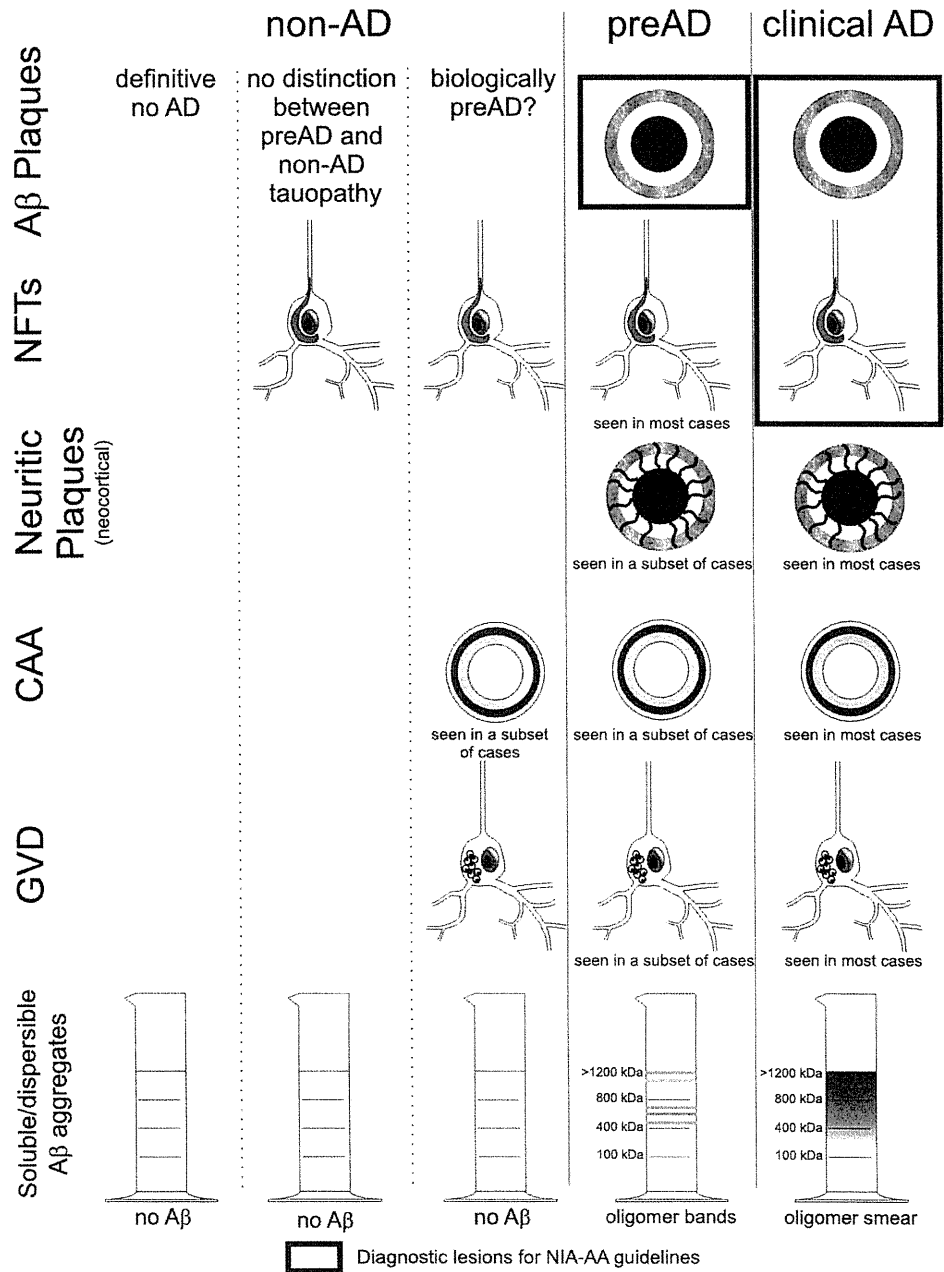 non-AD
preAD
clinical AD
Aβ Plaques
definitive
no AD
no distinction
between
preAD and
non-AD
tauopathy
biologically
preAD?
NFTs
seen in most cases
Neuritic
Plaques
(neocortical)
seen in a subset of cases
seen in most cases
CAA
seen in a subset
of cases
seen in a subset of cases
seen in most cases
GVD
seen in a subset of cases
seen in most cases
Soluble/dispersible
Aβ aggregates
>1200 kDa
800 kDa
400 kDa
100 kDa
>1200 kDa
800 kDa
400 kDa
100 kDa
no Aβ
no Aβ
no Aβ
oligomer bands
oligomer smear
Diagnostic lesions for NIA-AA guidelines